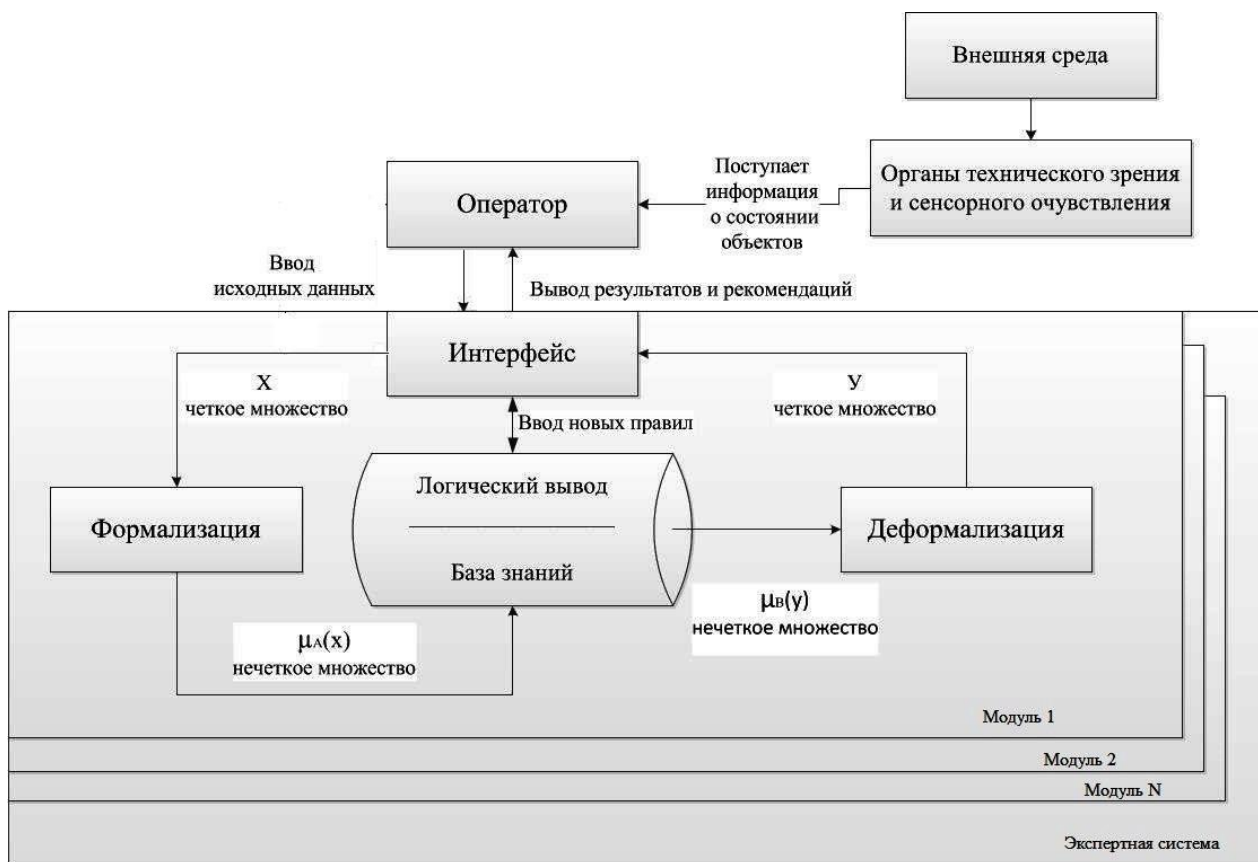 Внешняя среда
Органы технического зрения
и сенсорного очувствления
Поступает
информация
о состоянии
объектов
Оператор
Ввод
исходных данных
Вывод результатов и рекомендаций
Интерфейс
X
четкое множество
У
четкое множество
Ввод новых правил
Логический вывод
База знаний
Формализация
Деформализация
μA(x)
нечеткое множество
μB(y)
нечеткое множество
Модуль 1
Модуль 2
Модуль N
Экспертная система